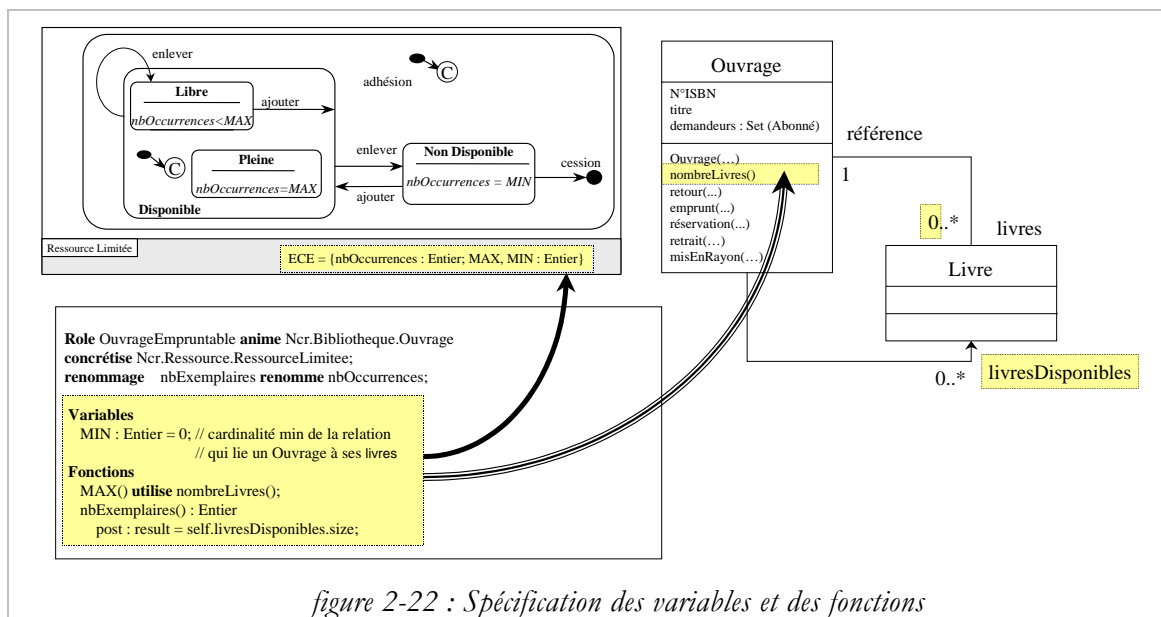 enlever
adhésion
C
Libre
nbOccurrences<MAX
ajouter
C
Pleine
nbOccurrences=MAX
Disponible
enlever
ajouter
Non Disponible
nbOccurrences = MIN
cession
Ressource Limitée
ECE = {nbOccurrences : Entier; MAX, MIN : Entier}
Ouvrage
N°ISBN
titre
demandeurs : Set (Abonné)
Ouvrage(…)
nombreLivres()
retour(...)
emprunt(...)
réservation(...)
retrait(…)
misEnRayon(…)
référence
1
0..*
livres
Livre
0..*
livresDisponibles
Role OuvrageEmpruntable anime Ncr.Bibliotheque.Ouvrage
concrétise Ncr.Ressource.RessourceLimitee;
renommage nbExemplaires renomme nbOccurrences;
Variables
MIN : Entier = 0; // cardinalité min de la relation
// qui lie un Ouvrage à ses livres
Fonctions
MAX() utilise nombreLivres();
nbExemplaires() : Entier
post : result = self.livresDisponibles.size;
figure 2-22 : Spécification des variables et des fonctions